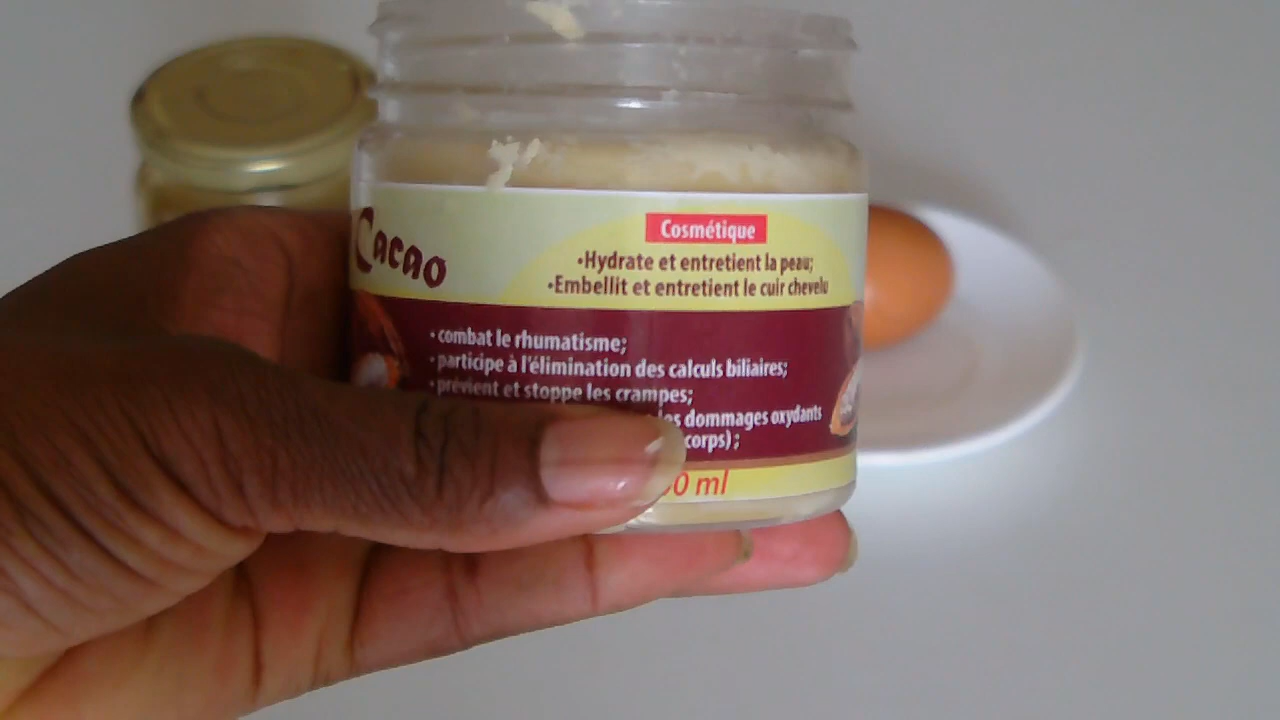 Cacao
Cosmétique
•Hydrate et entretient la peau;
•Embellit et entretient le cuir chevelu
•combat le rhumatisme;
•participe à l'élimination des calculs biliaires;
•prévient et stoppe les crampes;
dommages oxydants
corps) ;
0 ml